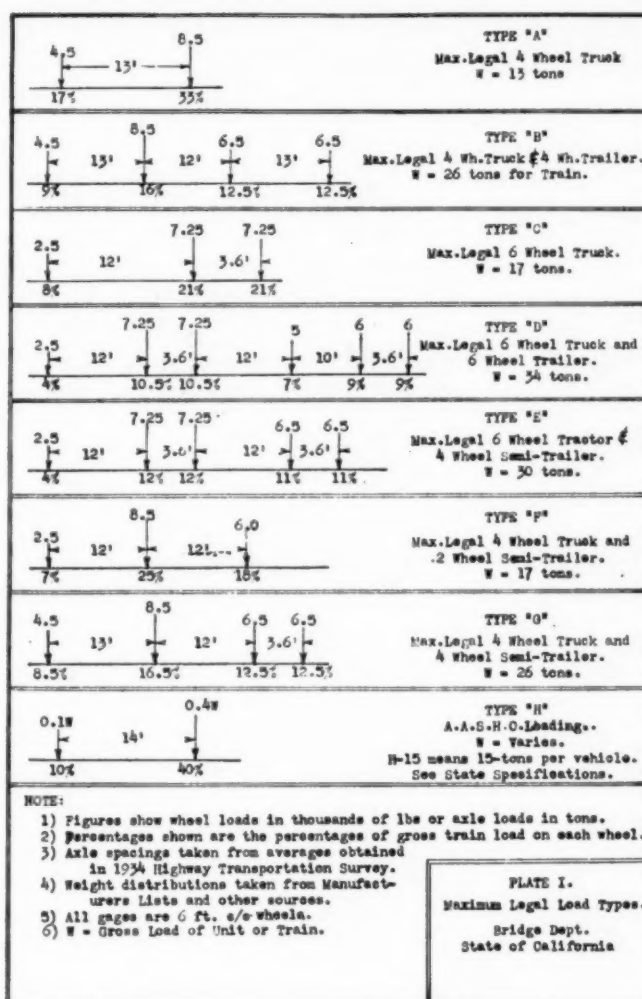 4.5 8.5
13'
17% 33%
TYPE "A"
Max.Legal 4 Wheel Truck
W = 13 tons
4.5 8.5 6.5 6.5
13' 12' 13'
9% 16% 12.5% 12.5%
TYPE "B"
Max.Legal 4 Wh.Truck & 4 Wh.Trailer.
W = 26 tons for Train.
2.5 7.25 7.25
12' 3.6'
8% 21% 21%
TYPE "C"
Max.Legal 6 Wheel Truck.
W = 17 tons.
2.5 7.25 7.25 5 6 6
12' 3.6' 12' 10' 3.6'
4% 10.5% 10.5% 7% 9% 9%
TYPE "D"
Max.Legal 6 Wheel Truck and
6 Wheel Trailer.
W = 34 tons.
2.5 7.25 7.25 6.5 6.5
12' 3.6' 12' 3.6'
4% 12% 12% 11% 11%
TYPE "E"
Max.Legal 6 Wheel Tractor &
4 Wheel Semi-Trailer.
W = 30 tons.
2.5 8.5 6.0
12' 12'
7% 25% 18%
TYPE "F"
Max.Legal 4 Wheel Truck and
2 Wheel Semi-Trailer.
W = 17 tons.
4.5 8.5 6.5 6.5
13' 12' 3.6'
8.5% 16.5% 12.5% 12.5%
TYPE "G"
Max.Legal 4 Wheel Truck and
4 Wheel Semi-Trailer.
W = 26 tons.
0.1W 0.4W
14'
10% 40%
TYPE "H"
A.A.S.H.O.Loading.
W = Varies.
H-15 means 15-tons per vehicle.
See State Spesifications.
NOTE:
1) Figures show wheel loads in thousands of lbs or axle loads in tons.
2) Persentages shown are the persentages of gross train load on each wheel.
3) Axle spacings taken from averages obtained
in 1934 Highway Transportation Survey.
4) Weight distributions taken from Manufact-
urers Lists and other sources.
5) All gages are 6 ft. c/c wheels.
6) W = Gross Load of Unit or Train.
PLATE I.
Maximum Legal Load Types.
Bridge Dept.
State of California